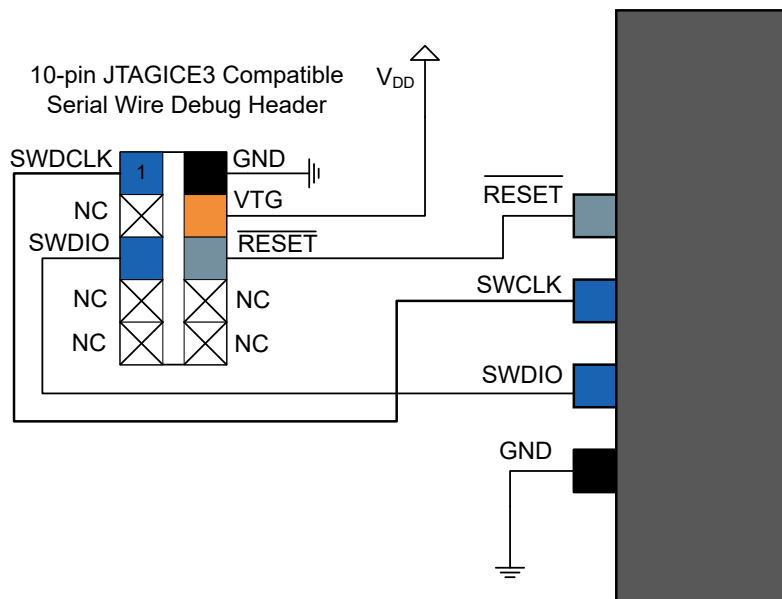 10-pin JTAGICE3 Compatible
Serial Wire Debug Header
VDD
SWDCLK
1
GND
NC
VTG
SWDIO
RESET
NC
NC
NC
NC
RESET
SWCLK
SWDIO
GND